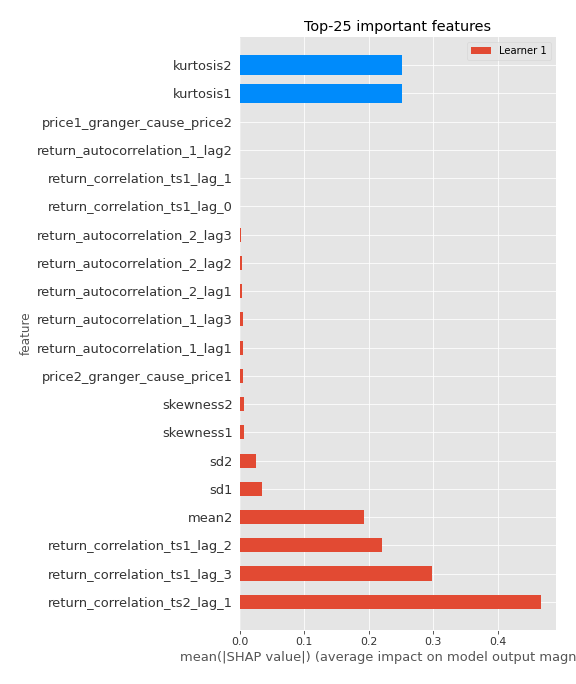 Top-25 important features
Learner 1
kurtosis2
kurtosis1
price1_granger_cause_price2
return_autocorrelation_1_lag2
return_correlation_ts1_lag_1
return_correlation_ts1_lag_0
return_autocorrelation_2_lag3
return_autocorrelation_2_lag2
return_autocorrelation_2_lag1
return_autocorrelation_1_lag3
return_autocorrelation_1_lag1
price2_granger_cause_price1
skewness2
skewness1
sd2
sd1
mean2
return_correlation_ts1_lag_2
return_correlation_ts1_lag_3
return_correlation_ts2_lag_1
feature
0.0 0.1 0.2 0.3 0.4
mean(|SHAP value|) (average impact on model output magn